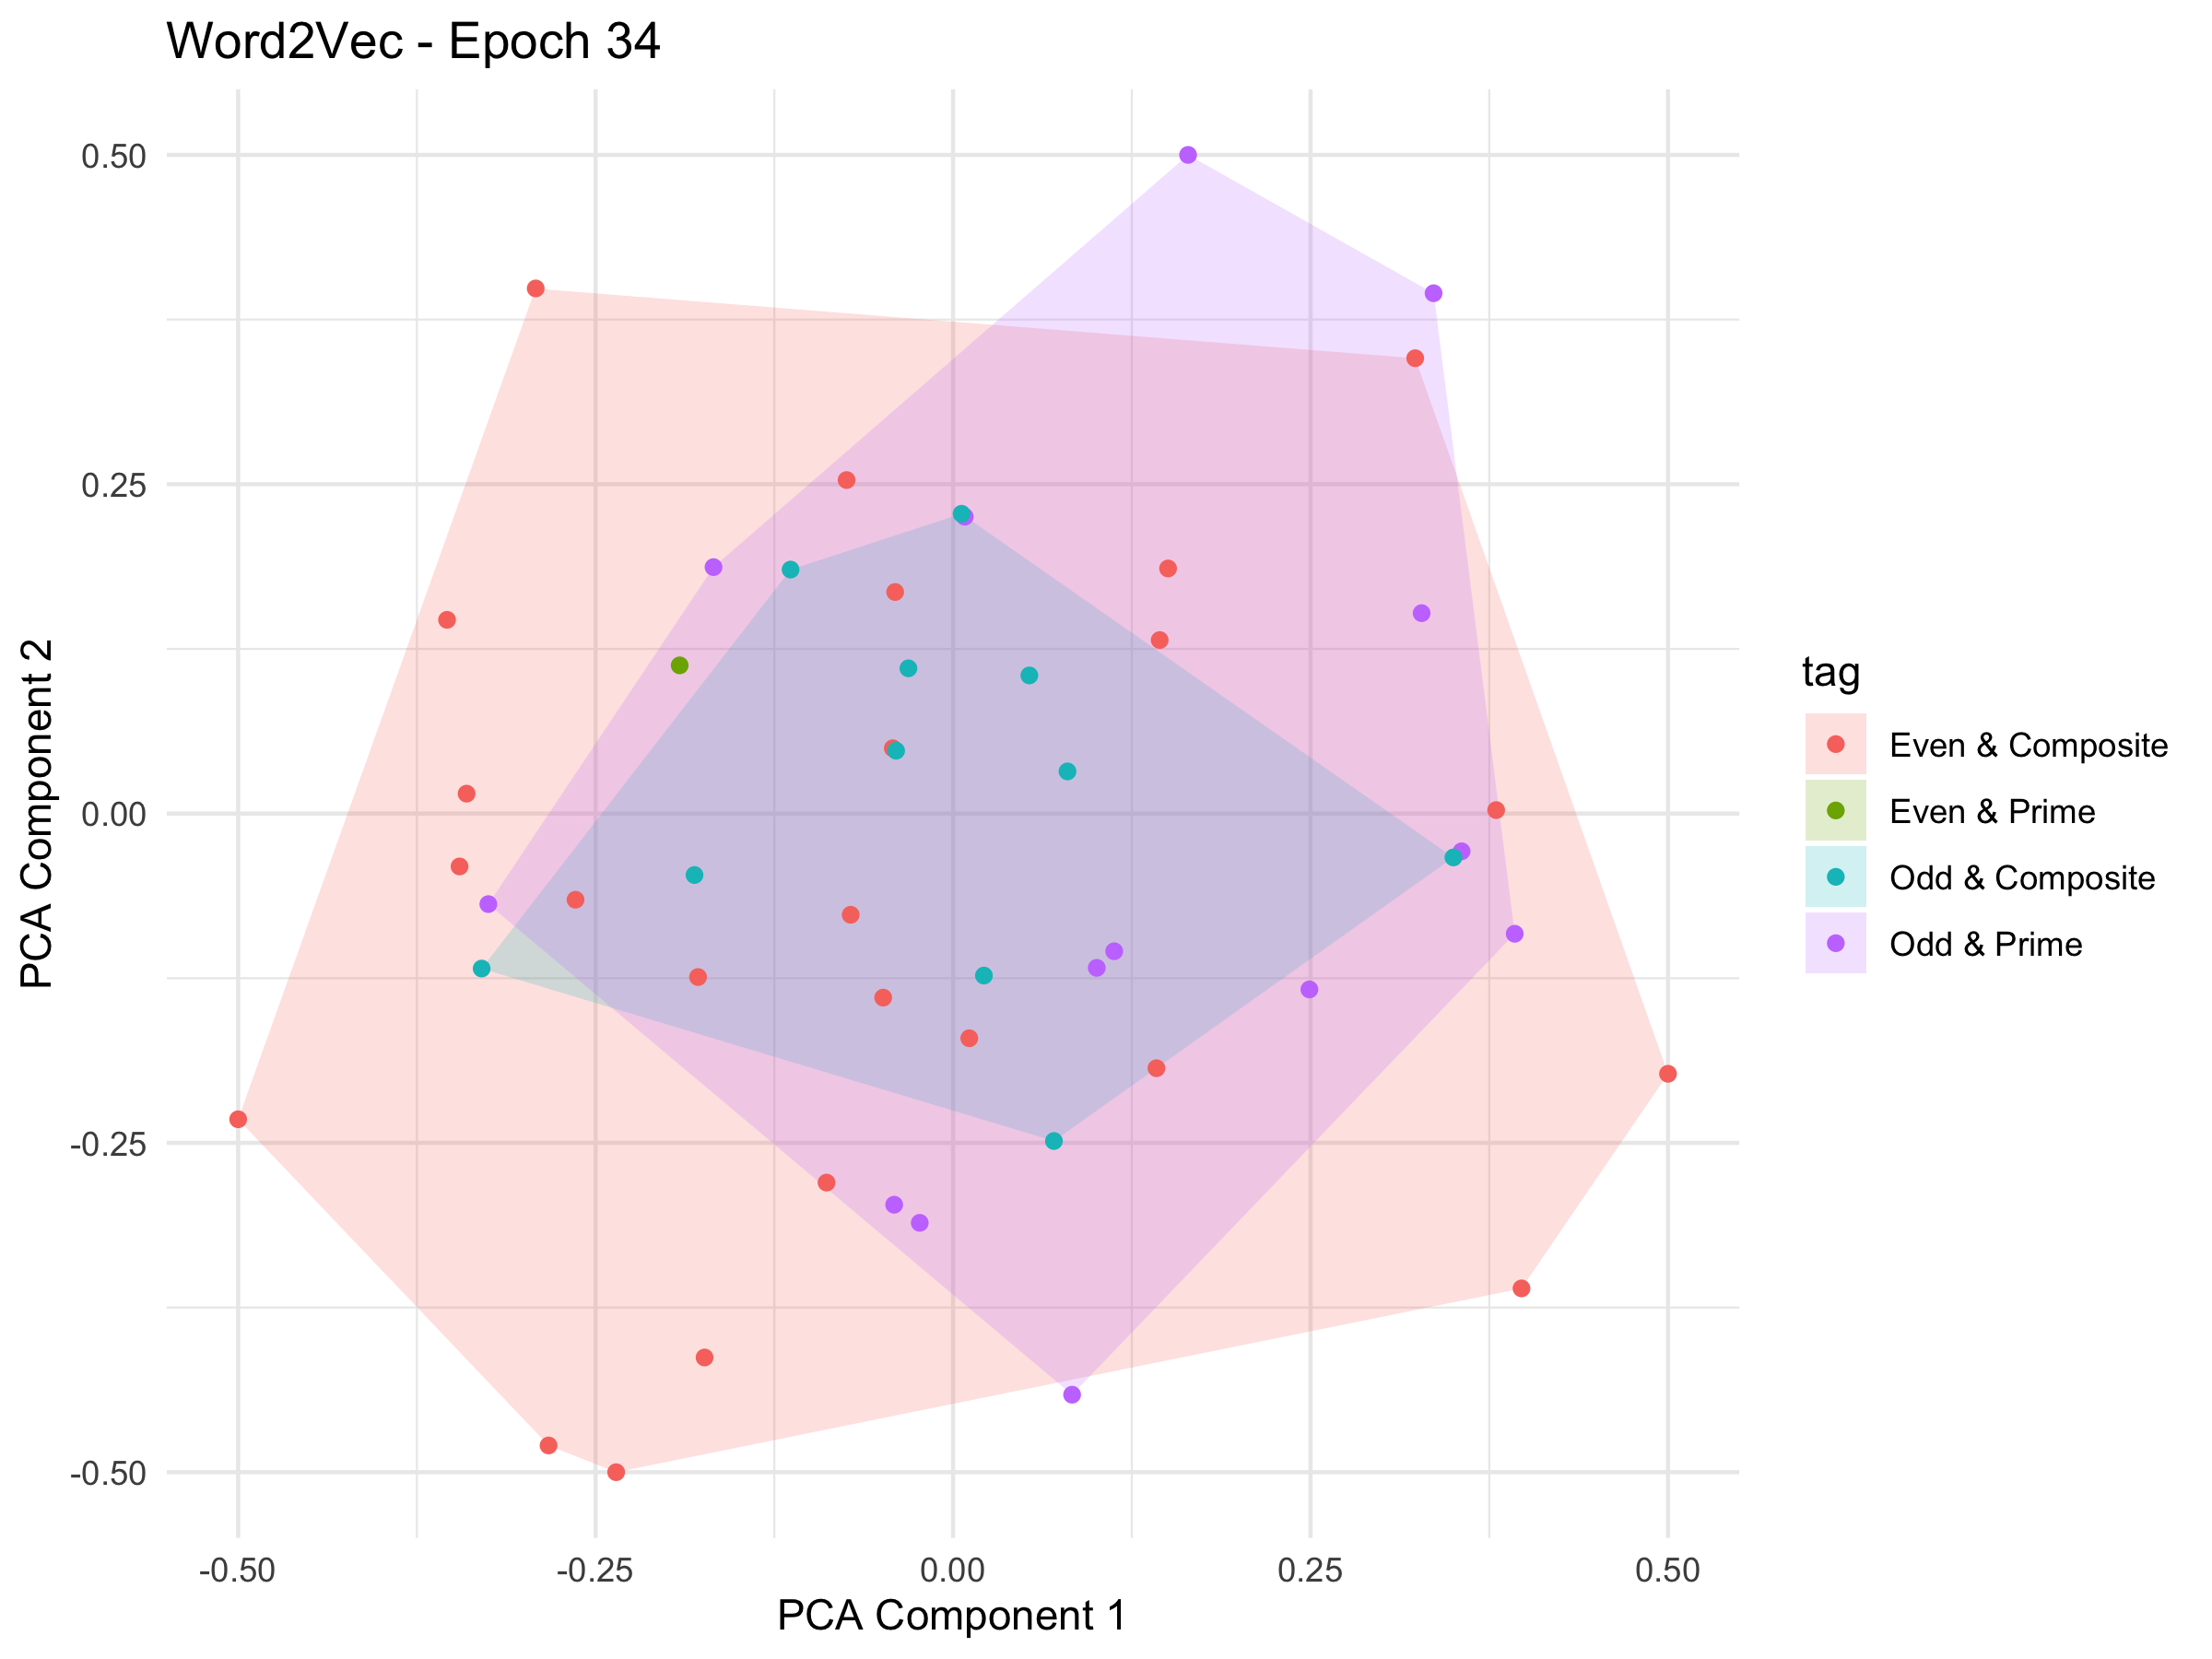 Word2Vec - Epoch 34
PCA Component 2
0.50
0.25
0.00
-0.25
-0.50
-0.50
-0.25
0.00
0.25
0.50
PCA Component 1
tag
Even & Composite
Even & Prime
Odd & Composite
Odd & Prime